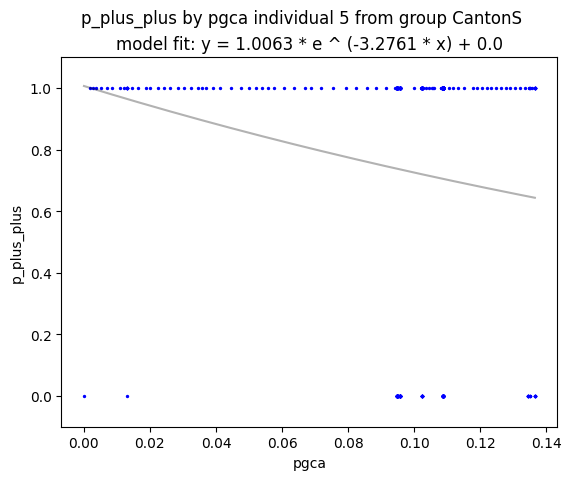 p_plus_plus by pgca individual 5 from group CantonS
model fit: y = 1.0063 * e ^ (-3.2761 * x) + 0.0
1.0
0.8
0.6
0.4
0.2
0.0
p_plus_plus
0.00 0.02 0.04 0.06 0.08 0.10 0.12 0.14
pgca